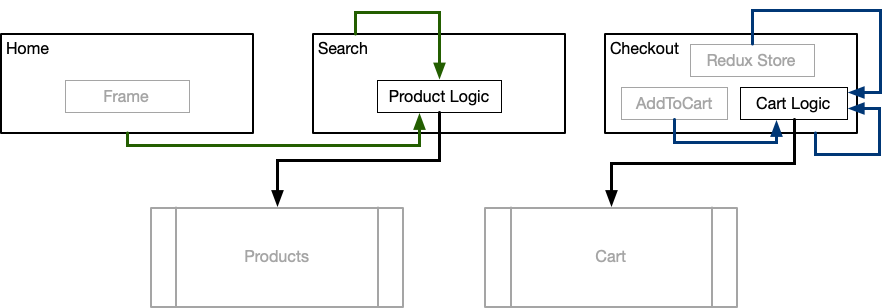 Home
Search
Checkout
Redux Store
Frame
Product Logic
AddToCart
Cart Logic
Products
Cart